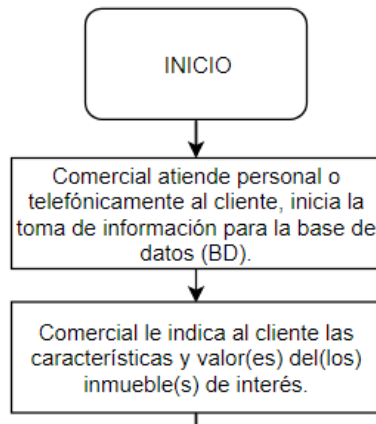 INICIO
Comercial atiende personal o
telefónicamente al cliente, inicia la
toma de información para la base de
datos (BD).
Comercial le indica al cliente las
características y valor(es) del(los)
inmueble(s) de interés.